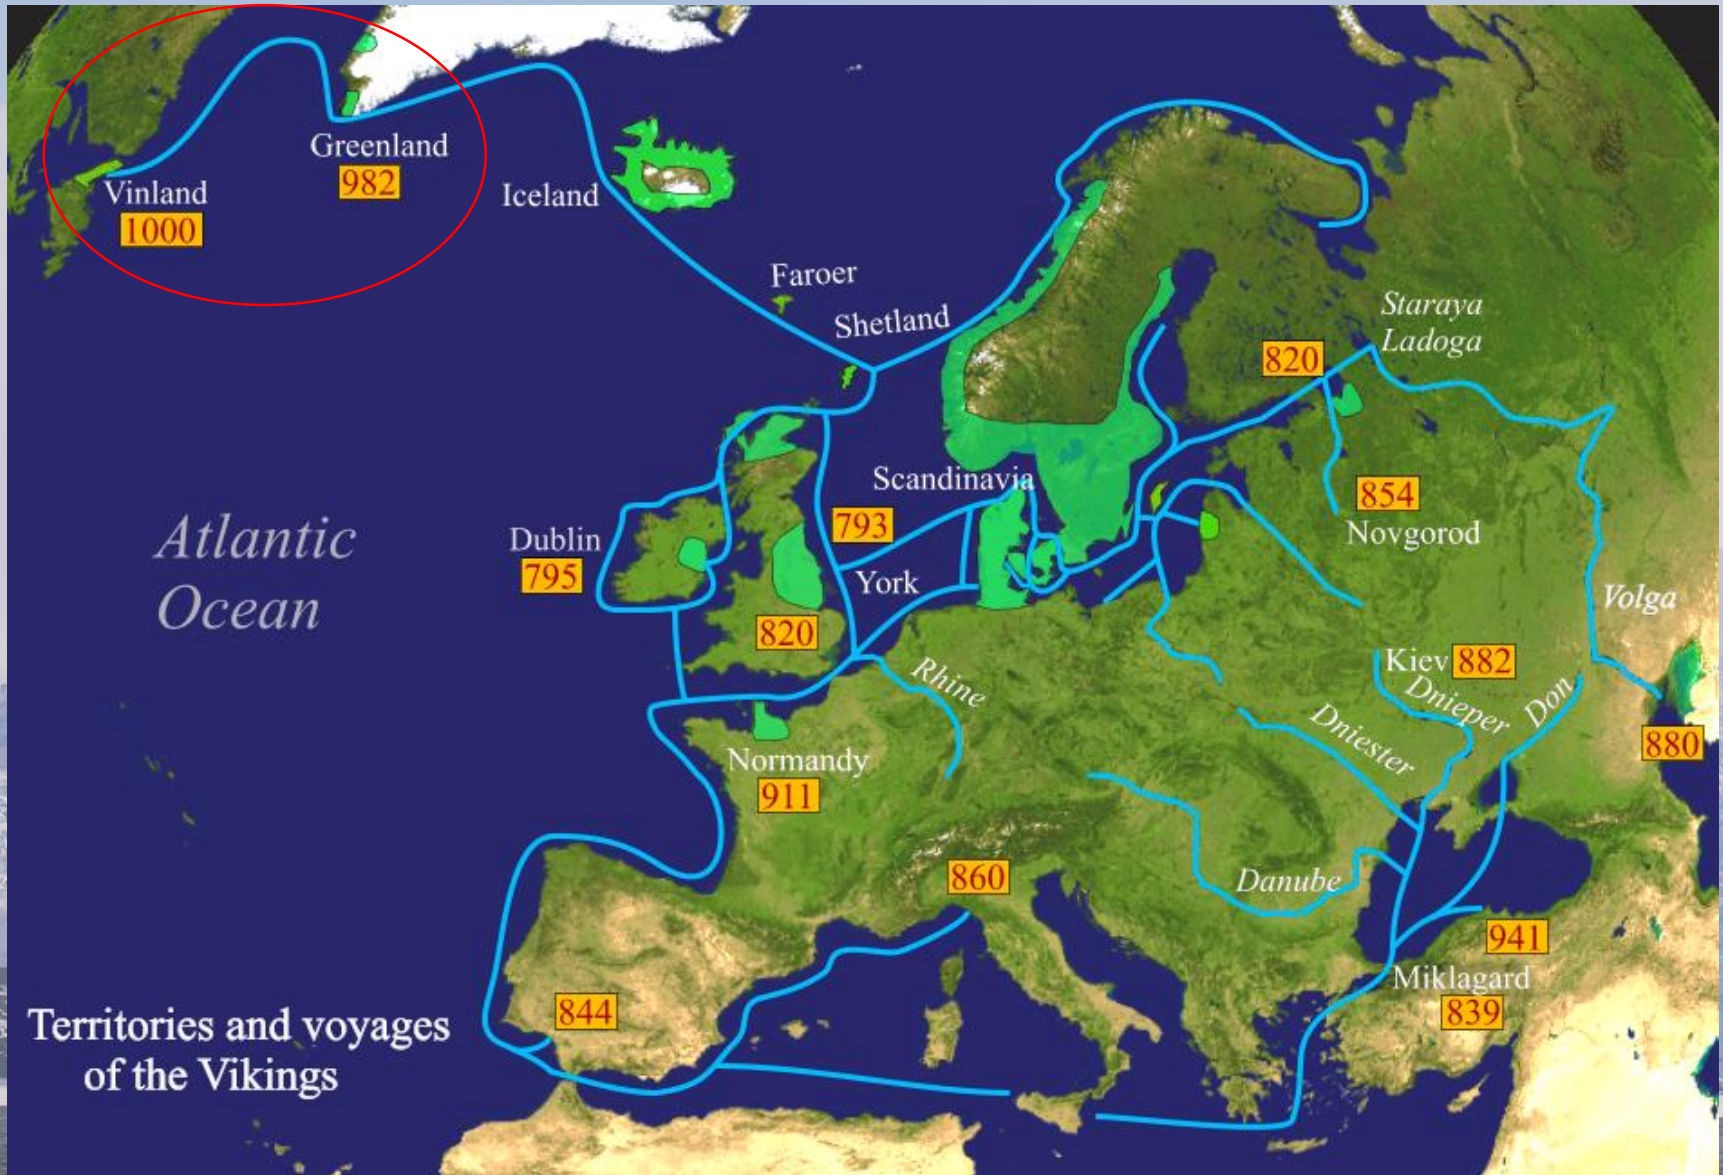 Greenland
982
Vinland
1000
Iceland
Faroer
Shetland
Staraya
Ladoga
820
Scandinavia
854
Novgorod
793
Dublin
795
York
820
Atlantic
Ocean
Volga
Kiev 882
Rhine
Dnieper
Don
Dniester
880
Normandy
911
860
Danube
941
Miklagard
839
844
Territories and voyages
of the Vikings